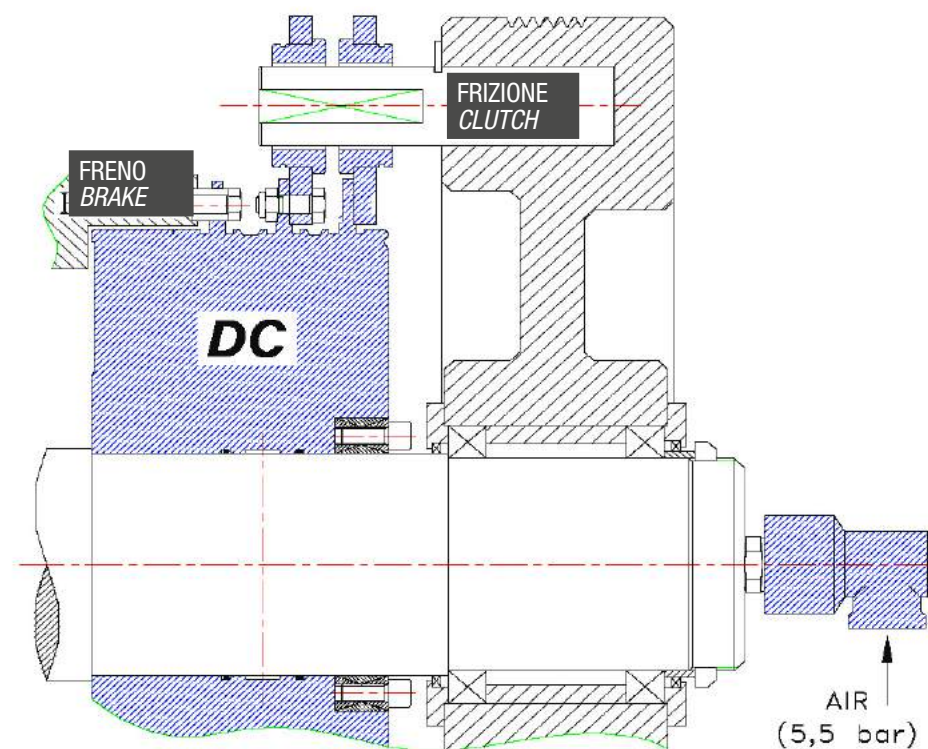 FRIZIONE
CLUTCH
FRENO
BRAKE
DC
AIR
(5,5 bar)